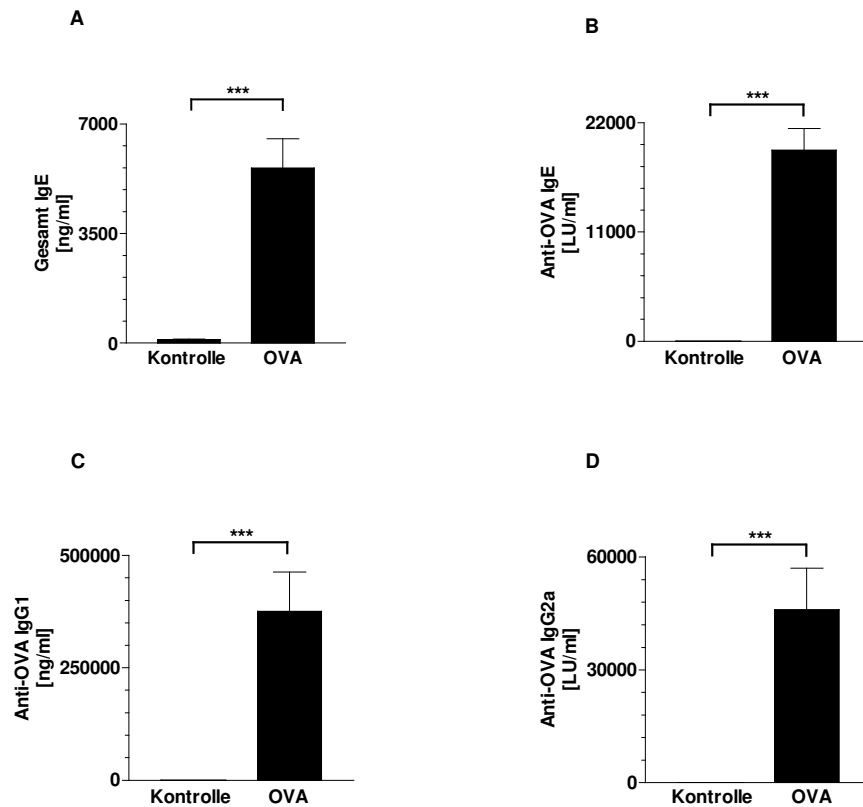 A
***
7000
3500
0
Gesamt IgE
[ng/ml]
Kontrolle OVA
B
***
22000
11000
0
Anti-OVA IgE
[LU/ml]
Kontrolle OVA
C
***
500000
250000
0
Anti-OVA IgG1
[ng/ml]
Kontrolle OVA
D
***
60000
30000
0
Anti-OVA IgG2a
[LU/ml]
Kontrolle OVA